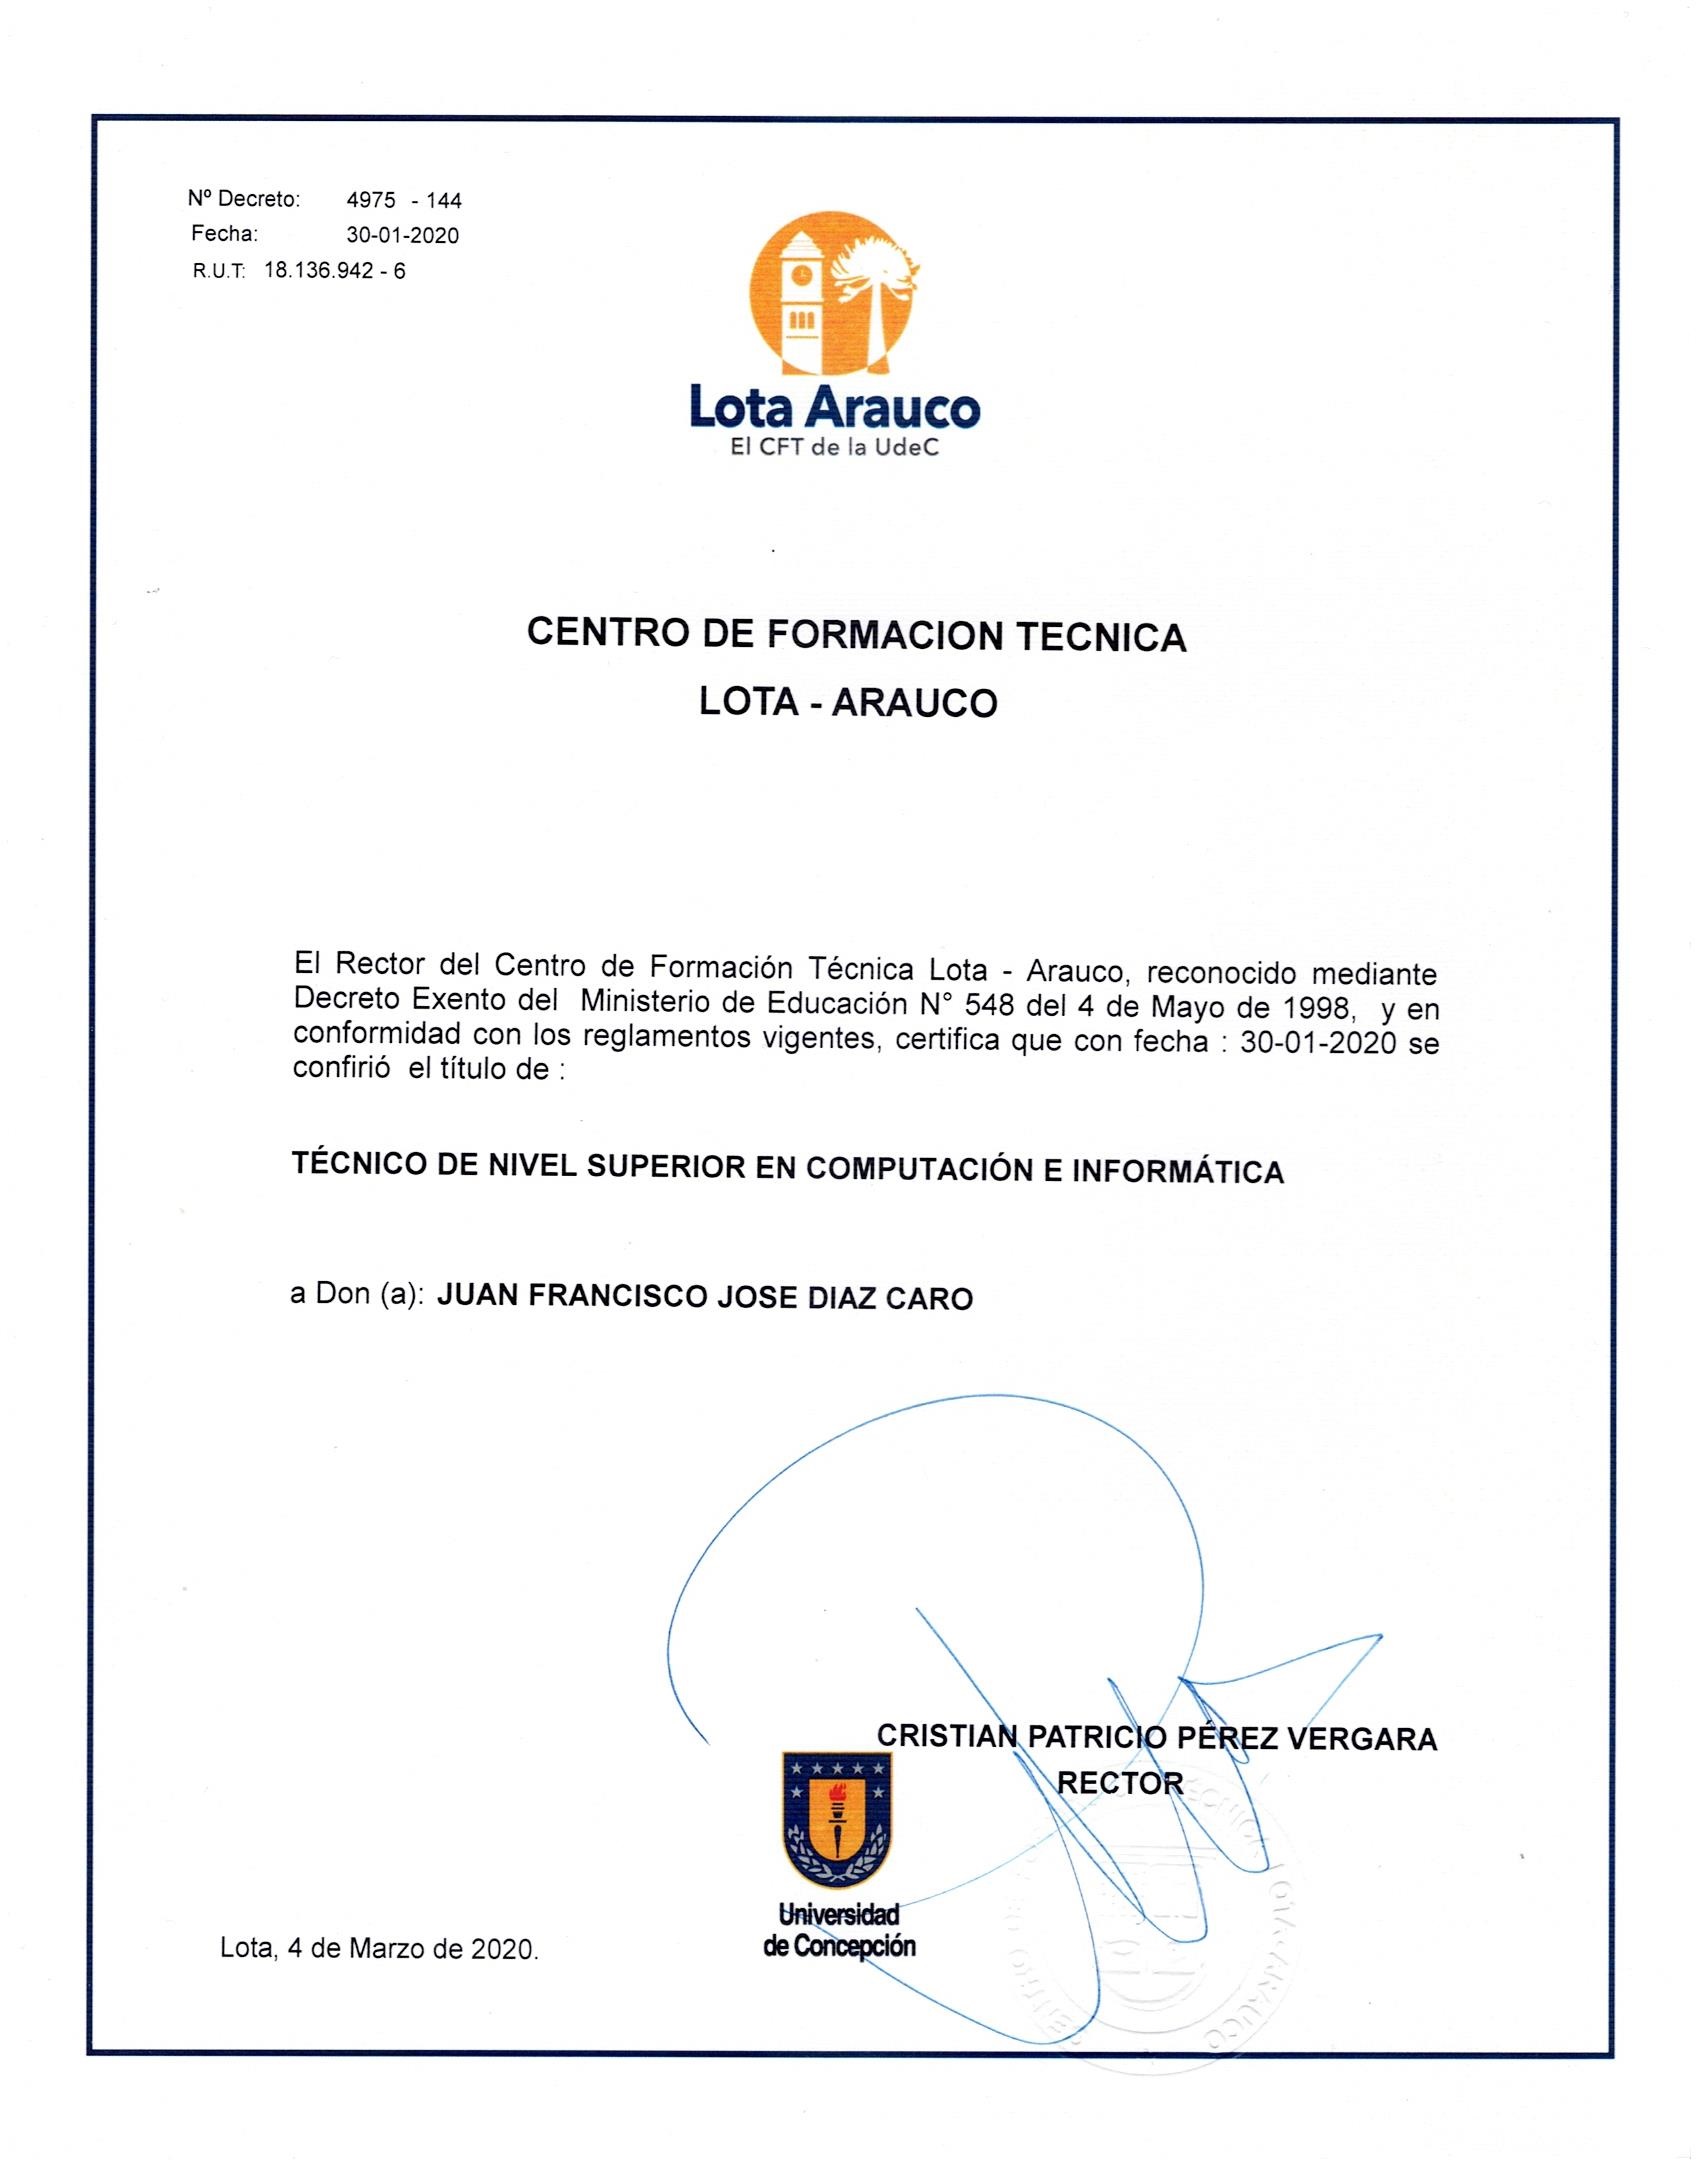 Nº Decreto: 4975 - 144
Fecha: 30-01-2020
R.U.T: 18.136.942 - 6
Lota Arauco
El CFT de la UdeC
CENTRO DE FORMACION TECNICA
LOTA - ARAUCO
El Rector del Centro de Formación Técnica Lota - Arauco, reconocido mediante
Decreto Exento del Ministerio de Educación N° 548 del 4 de Mayo de 1998, y en
conformidad con los reglamentos vigentes, certifica que con fecha : 30-01-2020 se
confirió el título de :
TÉCNICO DE NIVEL SUPERIOR EN COMPUTACIÓN E INFORMÁTICA
a Don (a): JUAN FRANCISCO JOSE DIAZ CARO
CRISTIAN PATRICIO PÉREZ VERGARA
RECTOR
Universidad
de Concepción
Lota, 4 de Marzo de 2020.
TECNICA LOTA-ARAUCO